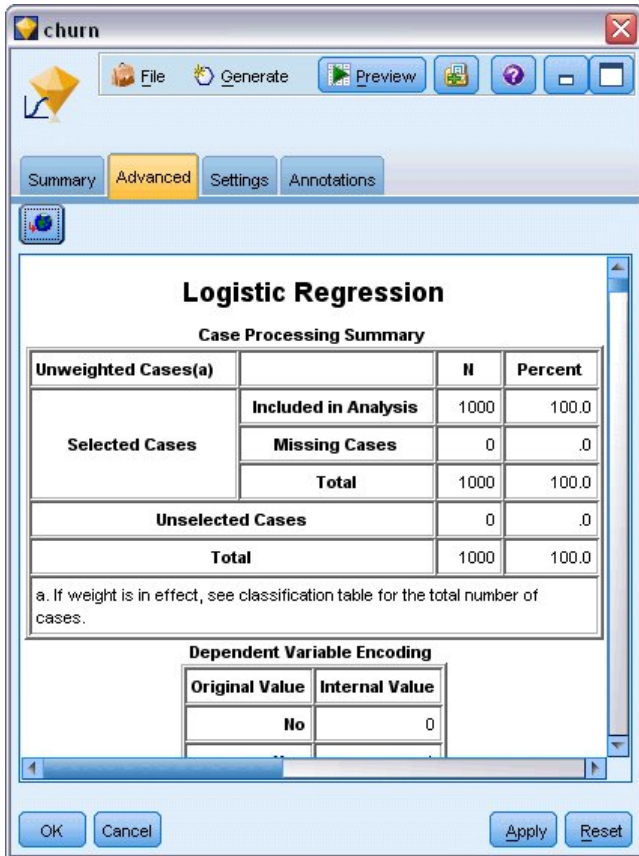 churn
File Generate Preview
Summary Advanced Settings Annotations
Logistic Regression
Case Processing Summary
Unweighted Cases(a) N Percent
Selected Cases Included in Analysis 1000 100.0
Missing Cases 0 .0
Total 1000 100.0
Unselected Cases 0 .0
Total 1000 100.0
a. If weight is in effect, see classification table for the total number of
cases.
Dependent Variable Encoding
Original Value Internal Value
No 0
OK Cancel Apply Reset